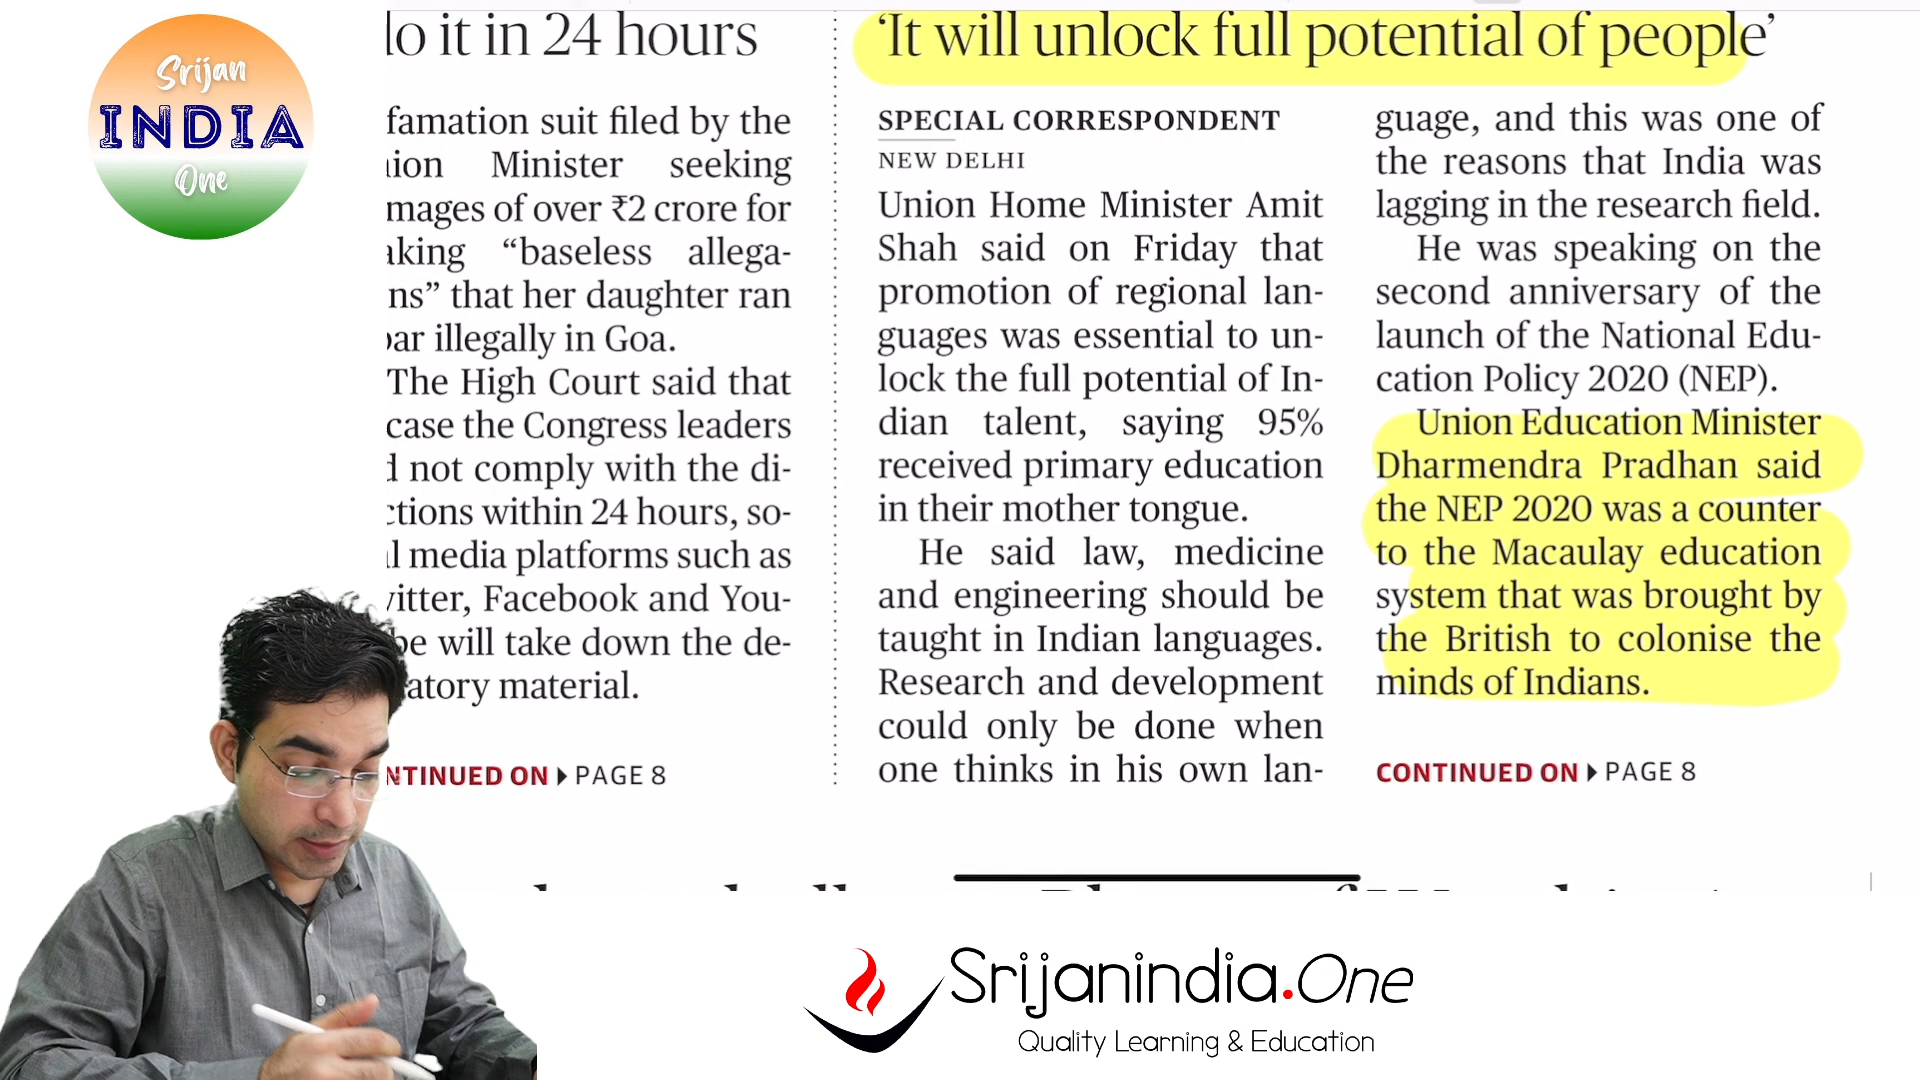 Srijan
INDIA
One
do it in 24 hours
famation suit filed by the
Minister seeking
mages of over ₹2 crore for
aking “baseless allega-
ns” that her daughter ran
bar illegally in Goa.
The High Court said that
case the Congress leaders
d not comply with the di-
ctions within 24 hours, so-
l media platforms such as
itter, Facebook and You-
be will take down the de-
atory material.
NTINUED ON PAGE 8
‘It will unlock full potential of people’
SPECIAL CORRESPONDENT
NEW DELHI
Union Home Minister Amit
Shah said on Friday that
promotion of regional lan-
guages was essential to un-
lock the full potential of In-
dian talent, saying 95%
received primary education
in their mother tongue.
He said law, medicine
and engineering should be
taught in Indian languages.
Research and development
could only be done when
one thinks in his own lan-
guage, and this was one of
the reasons that India was
lagging in the research field.
He was speaking on the
second anniversary of the
launch of the National Edu-
cation Policy 2020 (NEP).
Union Education Minister
Dharmendra Pradhan said
the NEP 2020 was a counter
to the Macaulay education
system that was brought by
the British to colonise the
minds of Indians.
CONTINUED ON PAGE 8
Srijanindia.One
Quality Learning & Education